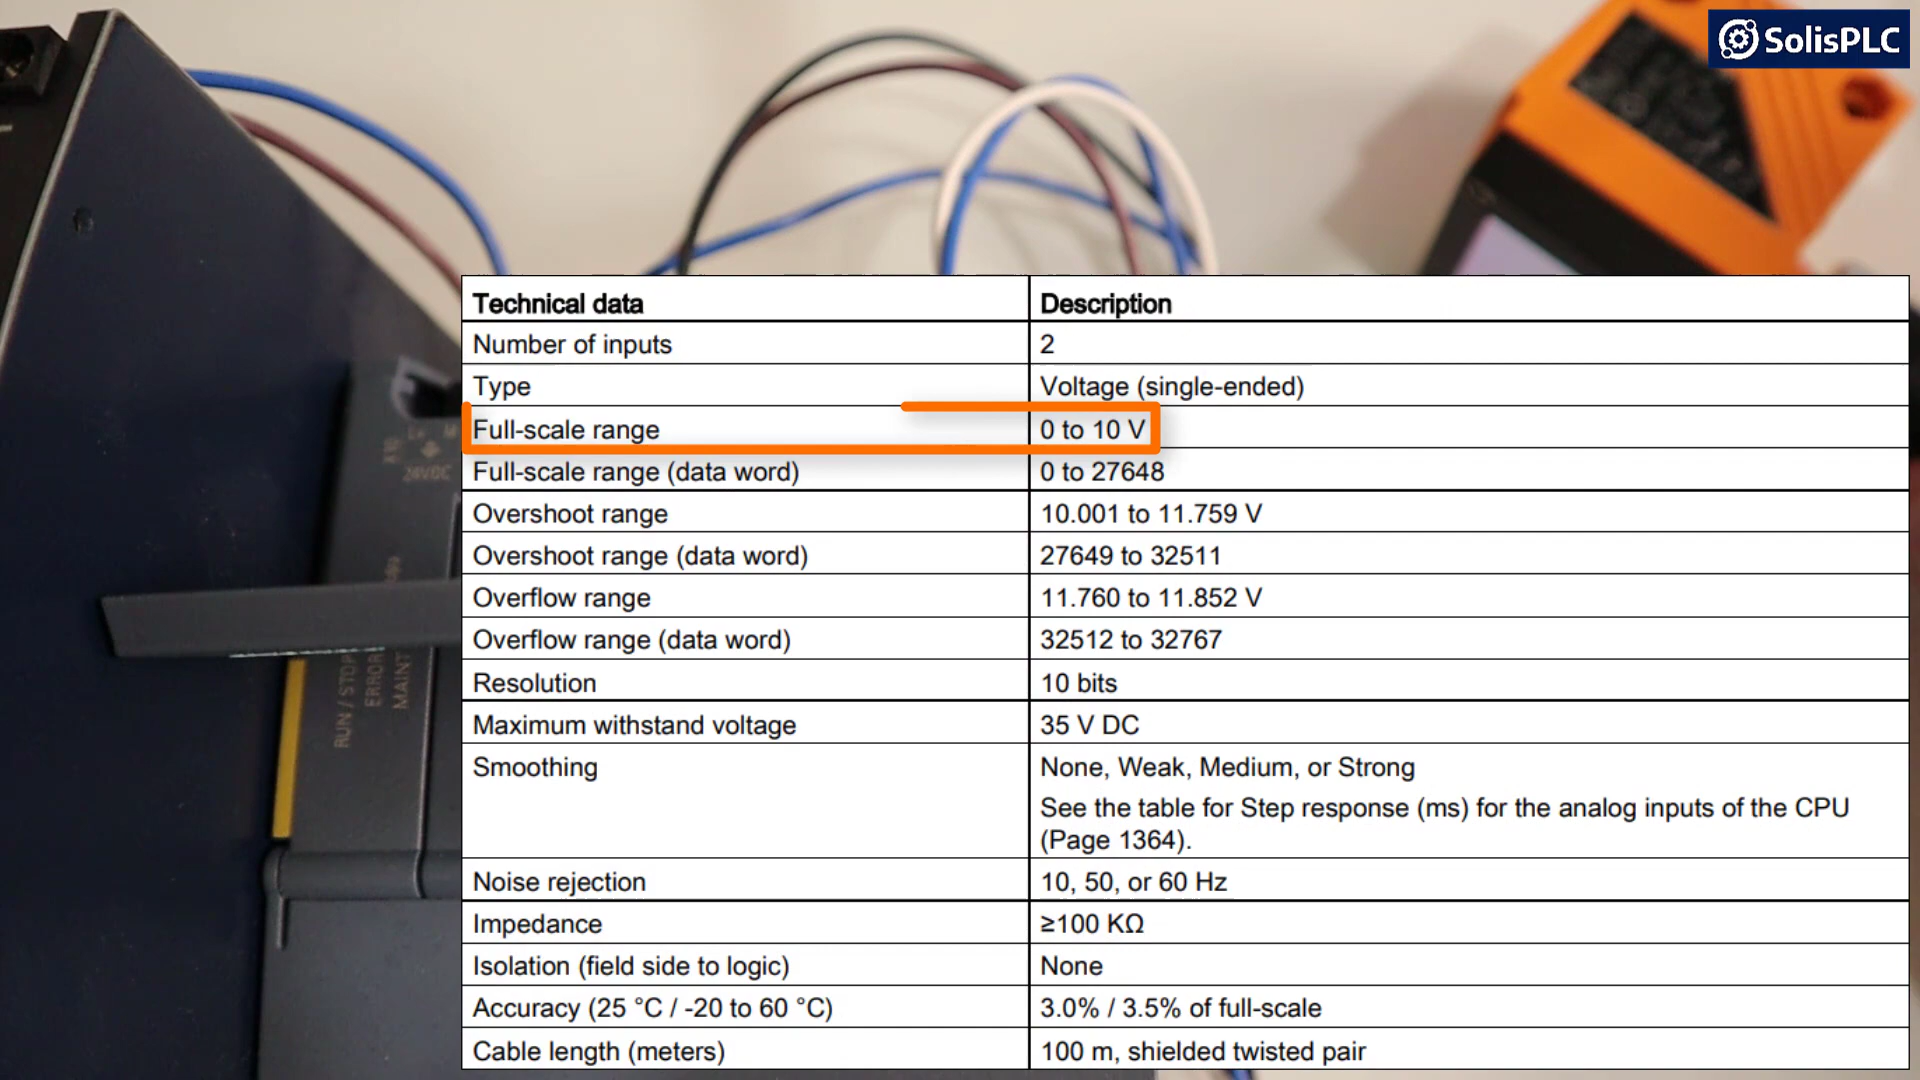 SolisPLC
Technical data Description
Number of inputs 2
Type Voltage (single-ended)
Full-scale range 0 to 10 V
Full-scale range (data word) 0 to 27648
Overshoot range 10.001 to 11.759 V
Overshoot range (data word) 27649 to 32511
Overflow range 11.760 to 11.852 V
Overflow range (data word) 32512 to 32767
Resolution 10 bits
Maximum withstand voltage 35 V DC
Smoothing None, Weak, Medium, or Strong
See the table for Step response (ms) for the analog inputs of the CPU
(Page 1364).
Noise rejection 10, 50, or 60 Hz
Impedance ≥100 KΩ
Isolation (field side to logic) None
Accuracy (25 °C / -20 to 60 °C) 3.0% / 3.5% of full-scale
Cable length (meters) 100 m, shielded twisted pair
X10
24VDC
RUN / STOP
ERROR
MAINT